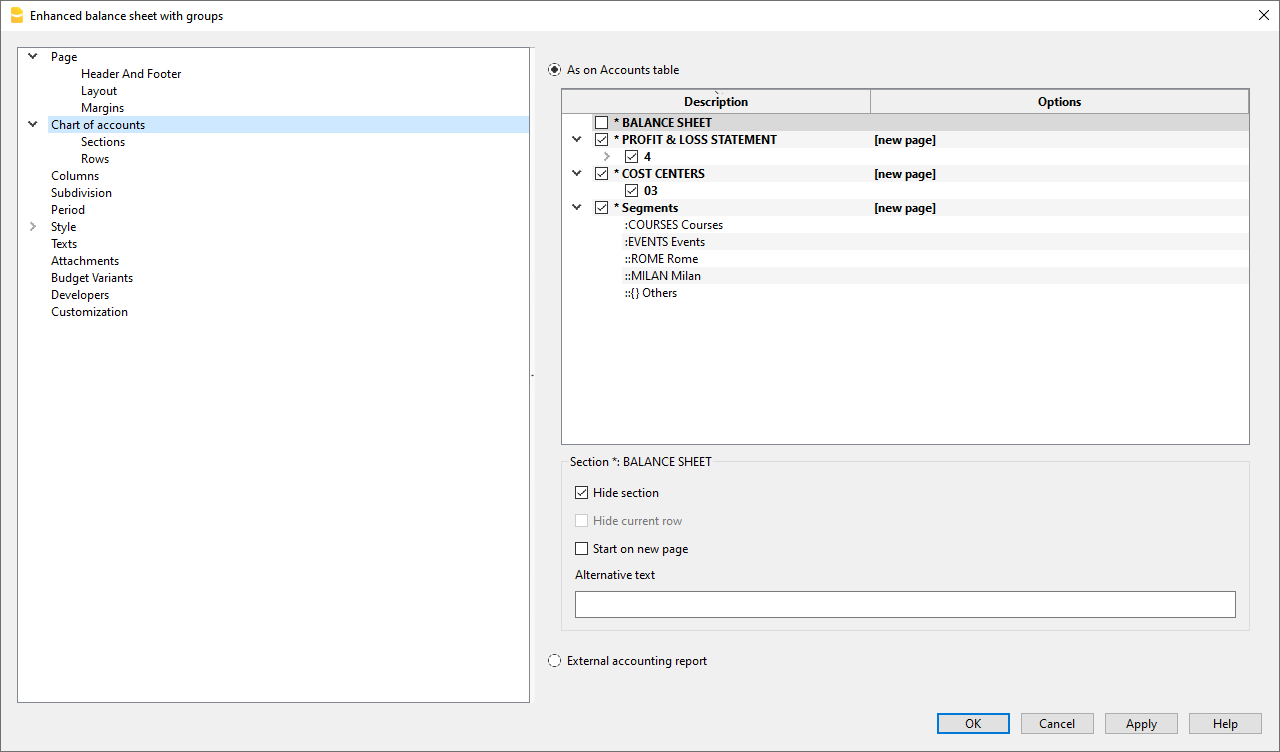 Enhanced balance sheet with groups
Page
Header And Footer
Layout
Margins
Chart of accounts
Sections
Rows
Columns
Subdivision
Period
Style
Texts
Attachments
Budget Variants
Developers
Customization
As on Accounts table
Description Options
* BALANCE SHEET
* PROFIT & LOSS STATEMENT [new page]
4
* COST CENTERS [new page]
03
* Segments [new page]
:COURSES Courses
:EVENTS Events
::ROME Rome
::MILAN Milan
::{} Others
Section *: BALANCE SHEET
Hide section
Hide current row
Start on new page
Alternative text
External accounting report
OK Cancel Apply Help